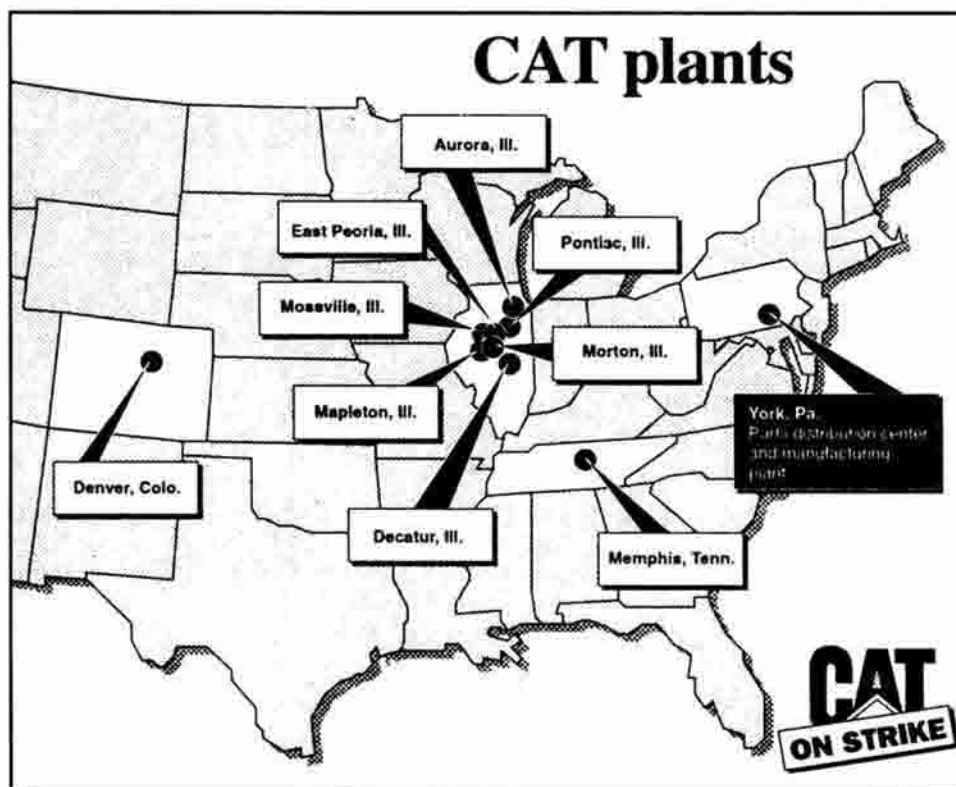 CAT plants
Aurora, Ill.
East Peoria, Ill.
Pontiac, Ill.
Mossville, Ill.
Morton, Ill.
Mapleton, Ill.
York, Pa.
Parts distribution center
and manufacturing
plant
Denver, Colo.
Decatur, Ill.
Memphis, Tenn.
CAT
ON STRIKE